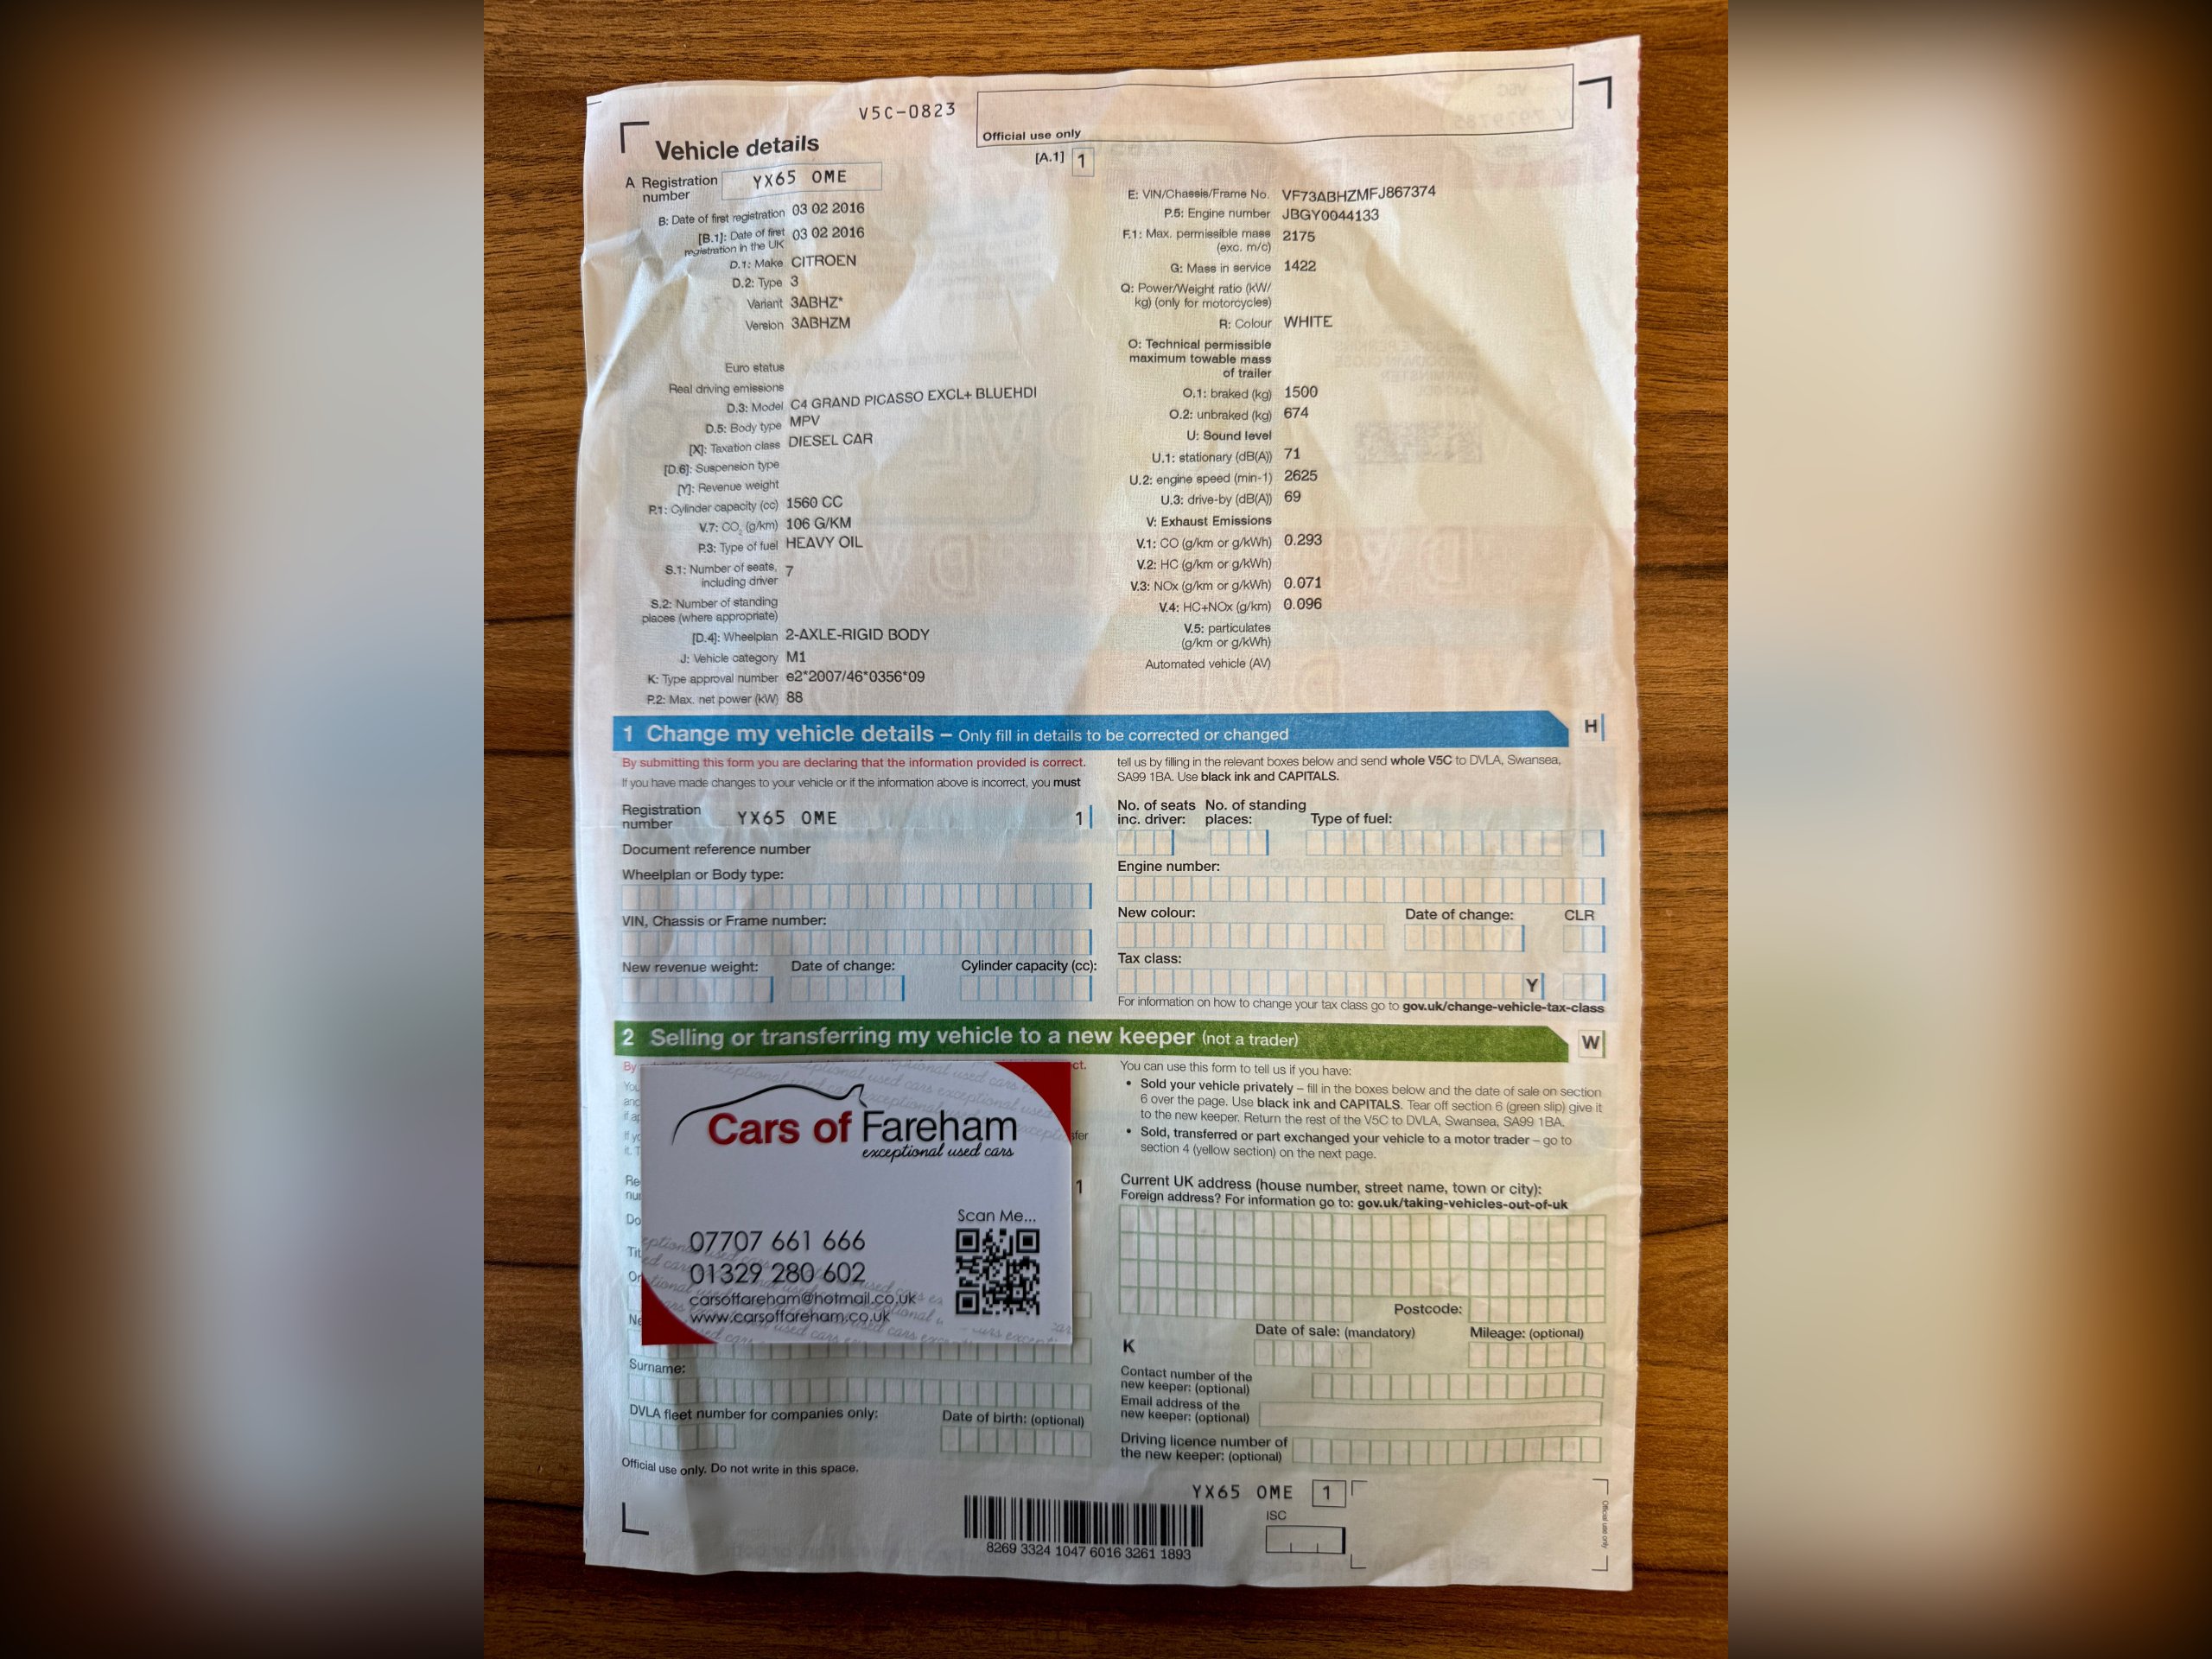 V5C-0823
Official use only
Vehicle details
[A.1] 1
A Registration number YX65 OME
B: Date of first registration 03 02 2016
[B.1]: Date of first registration in the UK 03 02 2016
D.1: Make CITROEN
D.2: Type 3
Variant 3ABHZ*
Version 3ABHZM
Euro status
Real driving emissions
D.3: Model C4 GRAND PICASSO EXCL+ BLUEHDI
D.5: Body type MPV
[X]: Taxation class DIESEL CAR
[D.6]: Suspension type
[Y]: Revenue weight
P.1: Cylinder capacity (cc) 1560 CC
V.7: CO2 (g/km) 106 G/KM
P.3: Type of fuel HEAVY OIL
S.1: Number of seats, including driver 7
S.2: Number of standing places (where appropriate)
[D.4]: Wheelplan 2-AXLE-RIGID BODY
J: Vehicle category M1
K: Type approval number e2*2007/46*0356*09
P.2: Max. net power (kW) 88
E: VIN/Chassis/Frame No. VF73ABHZMFJ867374
P.5: Engine number JBGY0044133
F.1: Max. permissible mass (exc. m/c) 2175
G: Mass in service 1422
Q: Power/Weight ratio (kW/kg) (only for motorcycles)
R: Colour WHITE
O: Technical permissible maximum towable mass of trailer
O.1: braked (kg) 1500
O.2: unbraked (kg) 674
U: Sound level
U.1: stationary (dB(A)) 71
U.2: engine speed (min-1) 2625
U.3: drive-by (dB(A)) 69
V: Exhaust Emissions
V.1: CO (g/km or g/kWh) 0.293
V.2: HC (g/km or g/kWh)
V.3: NOx (g/km or g/kWh) 0.071
V.4: HC+NOx (g/km) 0.096
V.5: particulates (g/km or g/kWh)
Automated vehicle (AV)
1 Change my vehicle details – Only fill in details to be corrected or changed
H
By submitting this form you are declaring that the information provided is correct.
If you have made changes to your vehicle or if the information above is incorrect, you must
tell us by filling in the relevant boxes below and send whole V5C to DVLA, Swansea,
SA99 1BA. Use black ink and CAPITALS.
Registration number YX65 OME 1
Document reference number
Wheelplan or Body type:
VIN, Chassis or Frame number:
New revenue weight: Date of change: Cylinder capacity (cc):
No. of seats inc. driver: No. of standing places: Type of fuel:
Engine number:
New colour: Date of change: CLR
Tax class:
Y
For information on how to change your tax class go to gov.uk/change-vehicle-tax-class
2 Selling or transferring my vehicle to a new keeper (not a trader)
W
By
ct.
Cars of Fareham
exceptional used cars
Scan Me...
07707 661 666
01329 280 602
carsoffareham@hotmail.co.uk
www.carsoffareham.co.uk
1
Surname:
DVLA fleet number for companies only: Date of birth: (optional)
Official use only. Do not write in this space.
You can use this form to tell us if you have:
• Sold your vehicle privately – fill in the boxes below and the date of sale on section
6 over the page. Use black ink and CAPITALS. Tear off section 6 (green slip) give it
to the new keeper. Return the rest of the V5C to DVLA, Swansea, SA99 1BA.
• Sold, transferred or part exchanged your vehicle to a motor trader – go to
section 4 (yellow section) on the next page.
Current UK address (house number, street name, town or city):
Foreign address? For information go to: gov.uk/taking-vehicles-out-of-uk
Postcode:
Date of sale: (mandatory) Mileage: (optional)
K
Contact number of the new keeper: (optional)
Email address of the new keeper: (optional)
Driving licence number of the new keeper: (optional)
YX65 OME 1
ISC
8269 3324 1047 6016 3261 1893
Official use only